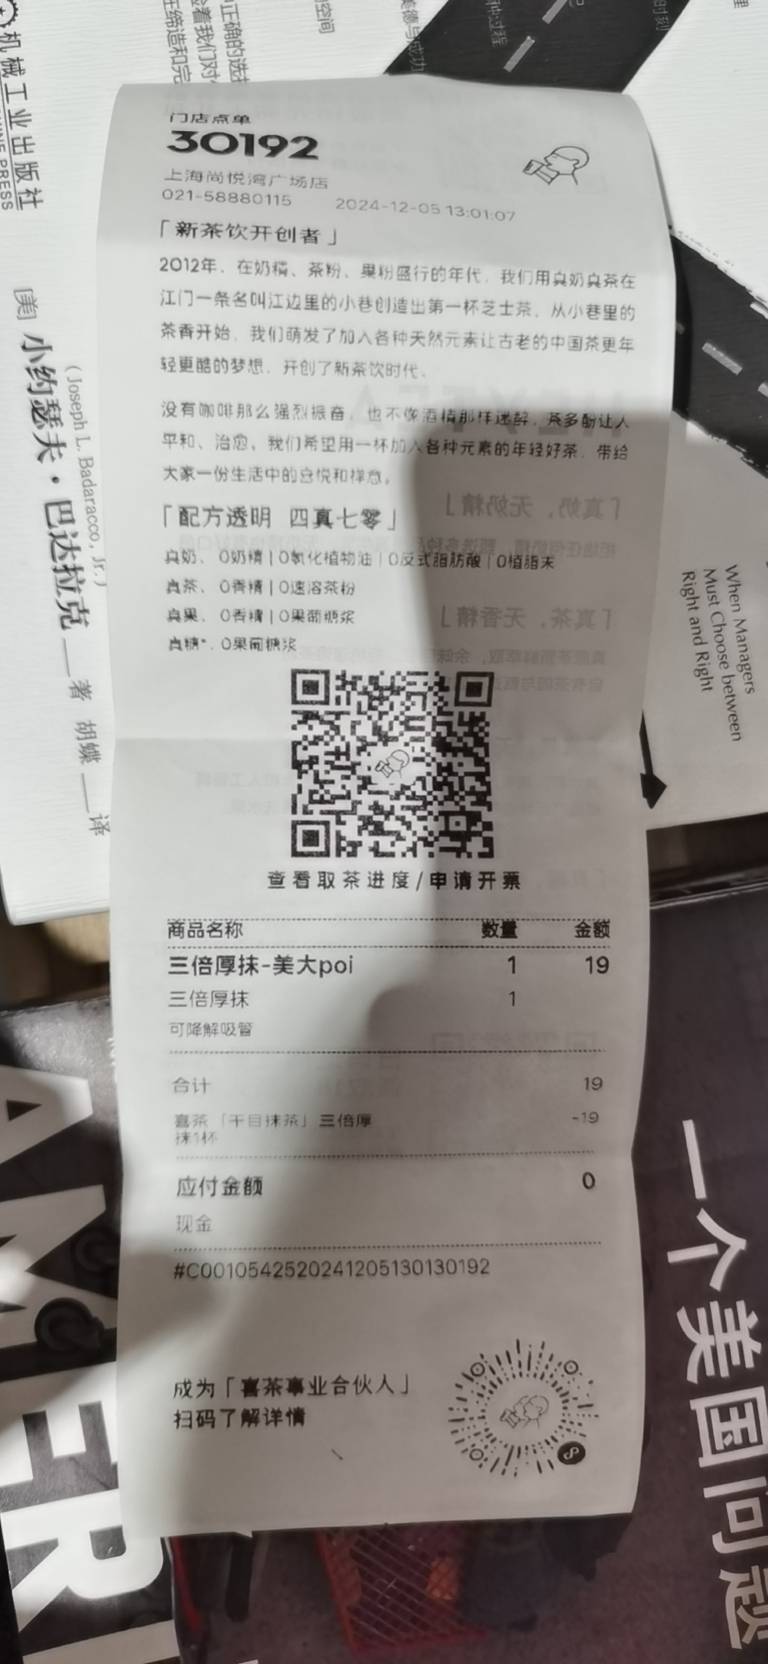 门店点单
30192
上海尚悦湾广场店
021-58880115 2024-12-05 13:01:07
「新茶饮开创者」
2012年，在奶精、茶粉、果粉盛行的年代，我们用真奶真茶在
江门一条名叫江边里的小巷创造出第一杯芝士茶。从小巷里的
茶香开始，我们萌发了加入各种天然元素让古老的中国茶更年
轻更酷的梦想，开创了新茶饮时代。
没有咖啡那么强烈振奋，也不像酒精那样迷醉，茶多酚让人
平和、治愈。我们希望用一杯加入各种元素的年轻好茶，带给
大家一份生活中的喜悦和禅意。
「配方透明 四真七零」
真奶、0奶精|0氢化植物油|0反式脂肪酸|0植脂末
真茶、0香精|0速溶茶粉
真果、0香精|0果葡糖浆
真糖*、0果葡糖浆
查看取茶进度/申请开票
商品名称 数量 金额
三倍厚抹-美大poi 1 19
三倍厚抹 1
可降解吸管
合计 19
喜茶「千目抹茶」三倍厚 -19
抹1杯
应付金额 0
现金
#C0010542520241205130130192
成为「喜茶事业合伙人」
扫码了解详情
机械工业出版社
[美] 小约瑟夫·巴达拉克 —— 著 胡蝶 —— 译
(Joseph L. Badaracco, Jr.)
When Managers
Must Choose between
Right and Right
一个美国问题